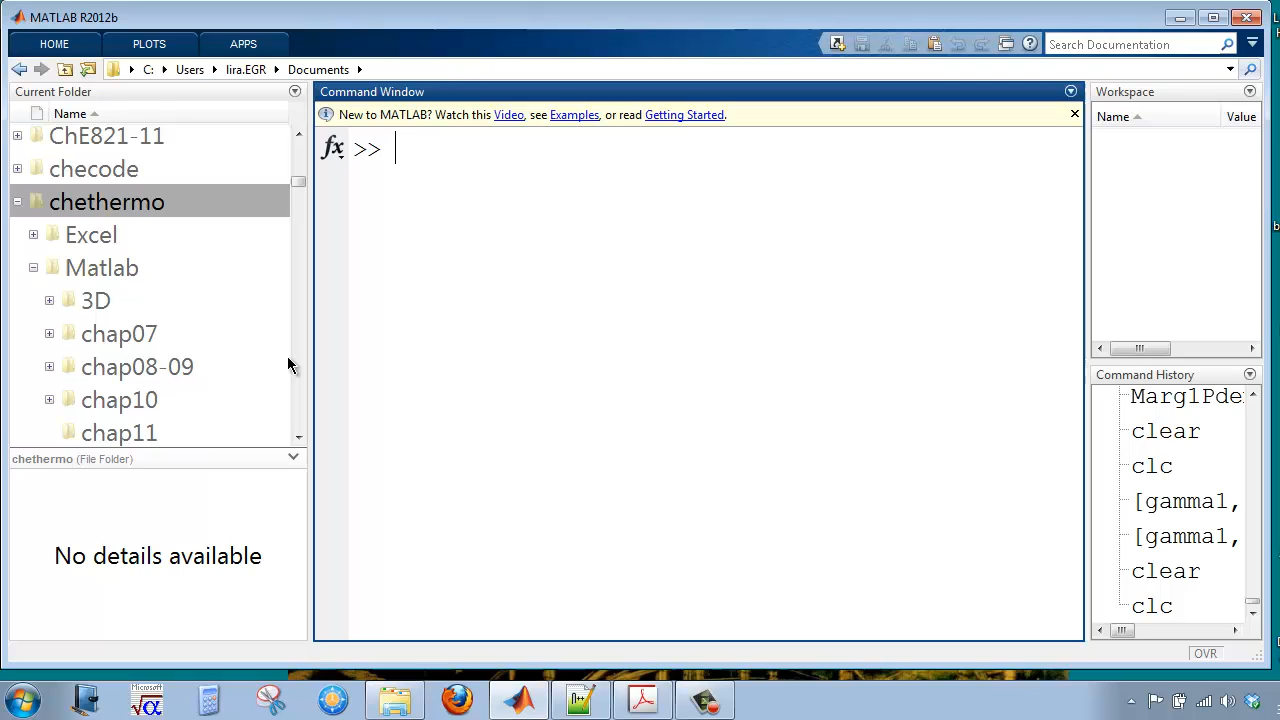 MATLAB R2012b
HOME PLOTS APPS
Search Documentation
C: Users lira.EGR Documents
Current Folder
Name
ChE821-11
checode
chethermo
Excel
Matlab
3D
chap07
chap08-09
chap10
chap11
chethermo (File Folder)
No details available
Command Window
New to MATLAB? Watch this Video, see Examples, or read Getting Started.
fx >>
Workspace
Name Value
Command History
clear
clc
[gamma1,
[gamma1,
clear
clc
OVR
Microsoft